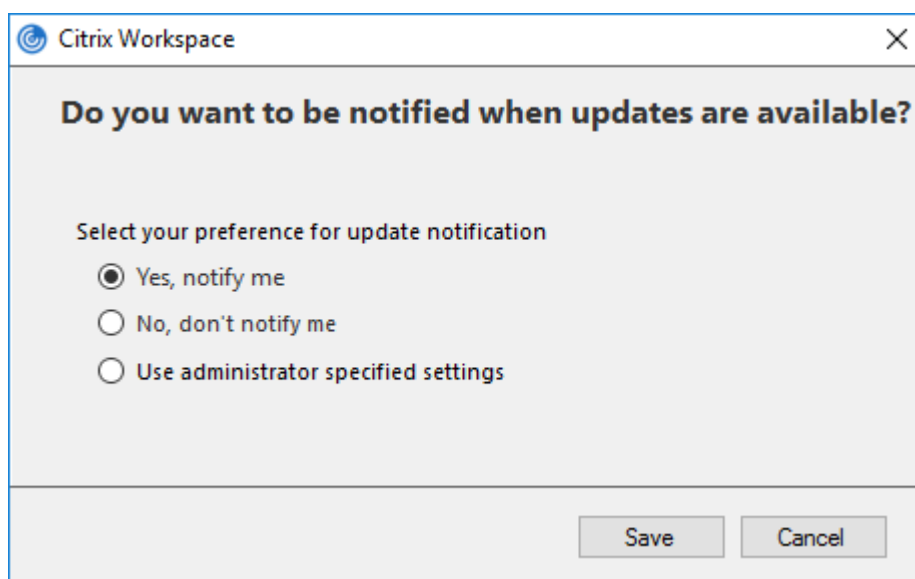 Citrix Workspace
Do you want to be notified when updates are available?
Select your preference for update notification
Yes, notify me
No, don't notify me
Use administrator specified settings
Save Cancel